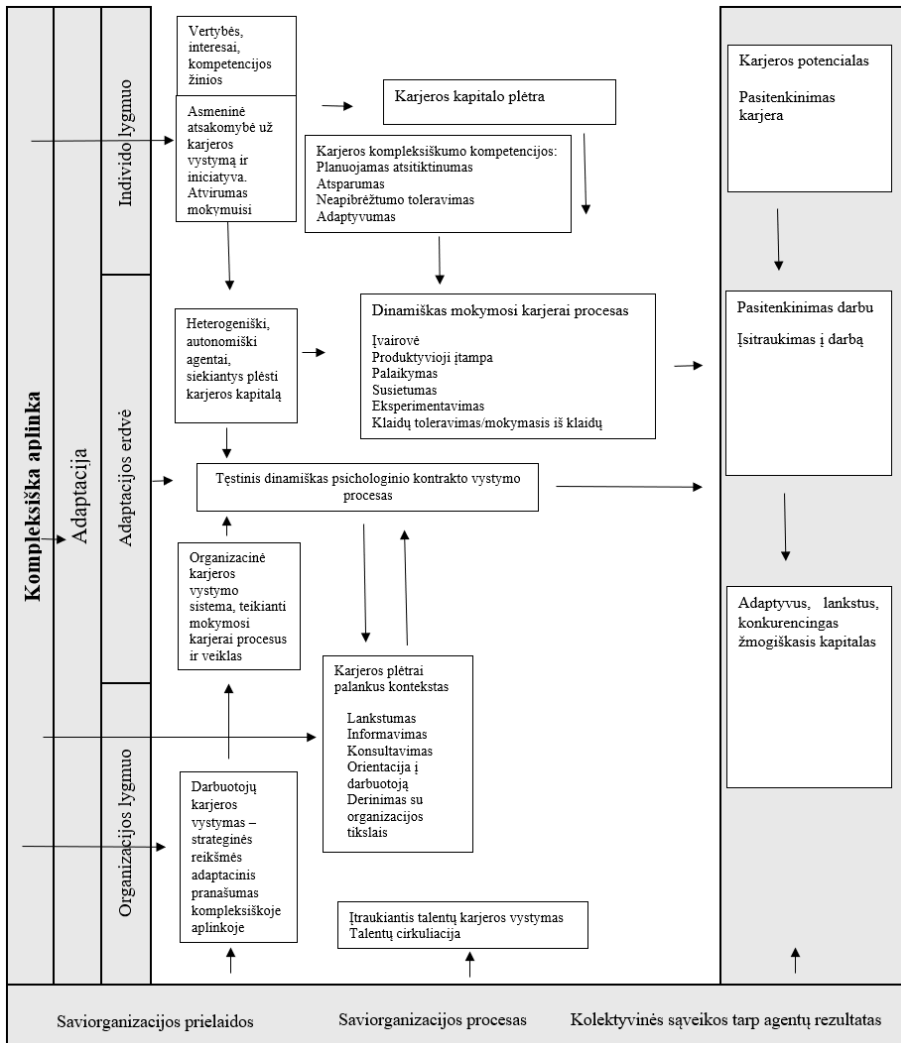 Kompleksiška aplinka
Adaptacija
Individo lygmuo
Adaptacijos erdvė
Organizacijos lygmuo
Vertybės,
interesai,
kompetencijos
žinios
Asmeninė
atsakomybė už
karjeros
vystymą ir
iniciatyva.
Atvirumas
mokymuisi
Karjeros kapitalo plėtra
Karjeros kompleksiškumo kompetencijos:
Planuojamas atsitiktinumas
Atsparumas
Neapibrėžtumo toleravimas
Adaptyvumas
Karjeros potencialas
Pasitenkinimas
karjera
Heterogeniški,
autonomiški
agentai,
siekiantys plėsti
karjeros kapitalą
Dinamiškas mokymosi karjerai procesas
Įvairovė
Produktyvioji įtampa
Palaikymas
Susietumas
Eksperimentavimas
Klaidų toleravimas/mokymasis iš klaidų
Pasitenkinimas darbu
Įsitraukimas į darbą
Tęstinis dinamiškas psichologinio kontrakto vystymo
procesas
Organizacinė
karjeros
vystymo
sistema, teikianti
mokymosi
karjerai procesus
ir veiklas
Karjeros plėtrai
palankus kontekstas
Lankstumas
Informavimas
Konsultavimas
Orientacija į
darbuotoją
Derinimas su
organizacijos
tikslais
Adaptyvus, lankstus,
konkurencingas
žmogiškasis kapitalas
Darbuotojų
karjeros
vystymas –
strateginės
reikšmės
adaptacinis
pranašumas
kompleksiškoje
aplinkoje
Įtraukiantis talentų karjeros vystymas
Talentų cirkuliacija
Saviorganizacijos prielaidos
Saviorganizacijos procesas
Kolektyvinės sąveikos tarp agentų rezultatas